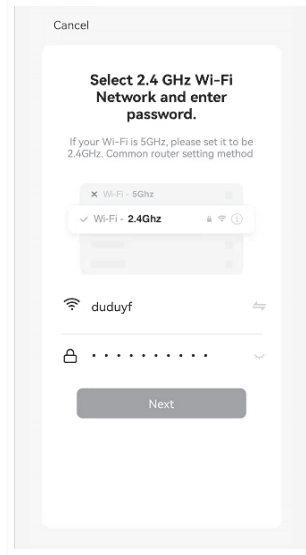 Cancel
Select 2.4 GHz Wi-Fi
Network and enter
password.
If your Wi-Fi is 5GHz, please set it to be
2.4GHz. Common router setting method
Wi-Fi - 5Ghz
Wi-Fi - 2.4Ghz
duduyf
Next